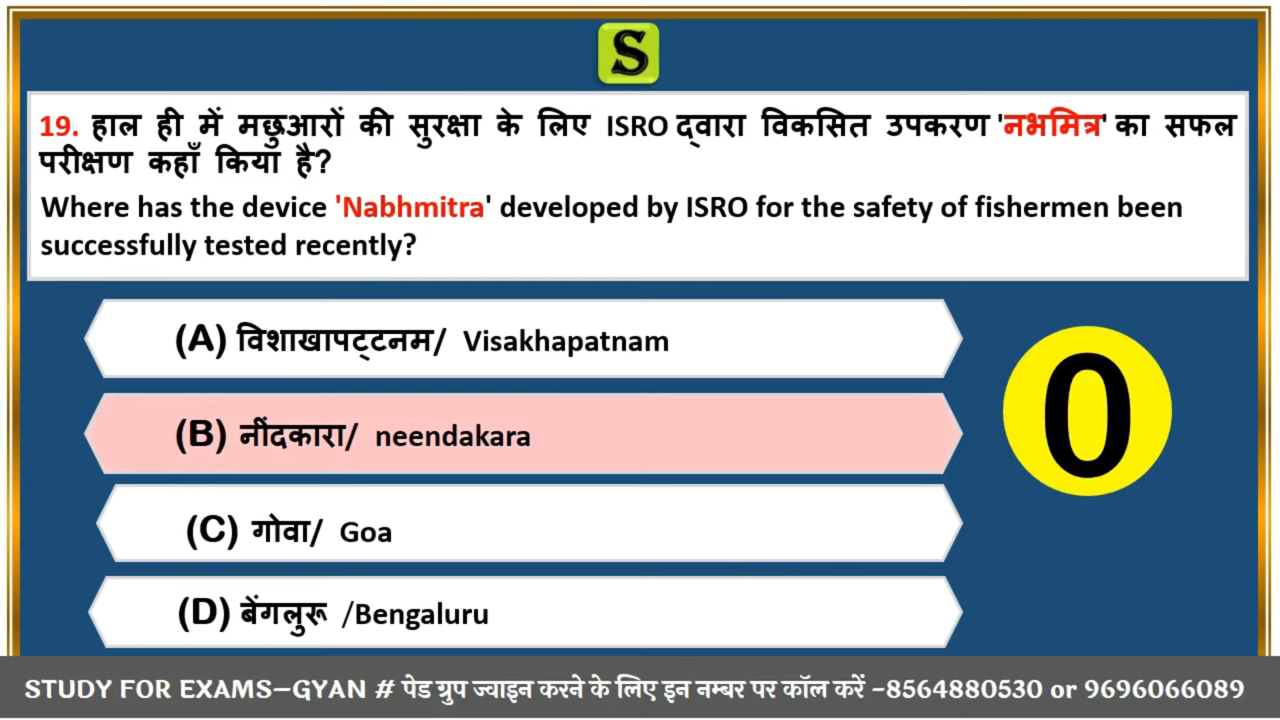 S
19. हाल ही में मछुआरों की सुरक्षा के लिए ISRO द्वारा विकसित उपकरण 'नभमित्र' का सफल
परीक्षण कहाँ किया है?
Where has the device 'Nabhmitra' developed by ISRO for the safety of fishermen been
successfully tested recently?
(A) विशाखापट्टनम/ Visakhapatnam
(B) नींदकारा/ neendakara
0
(C) गोवा/ Goa
(D) बेंगलुरू /Bengaluru
STUDY FOR EXAMS–GYAN # पेड ग्रुप ज्वाइन करने के लिए इन नम्बर पर कॉल करें –8564880530 or 9696066089